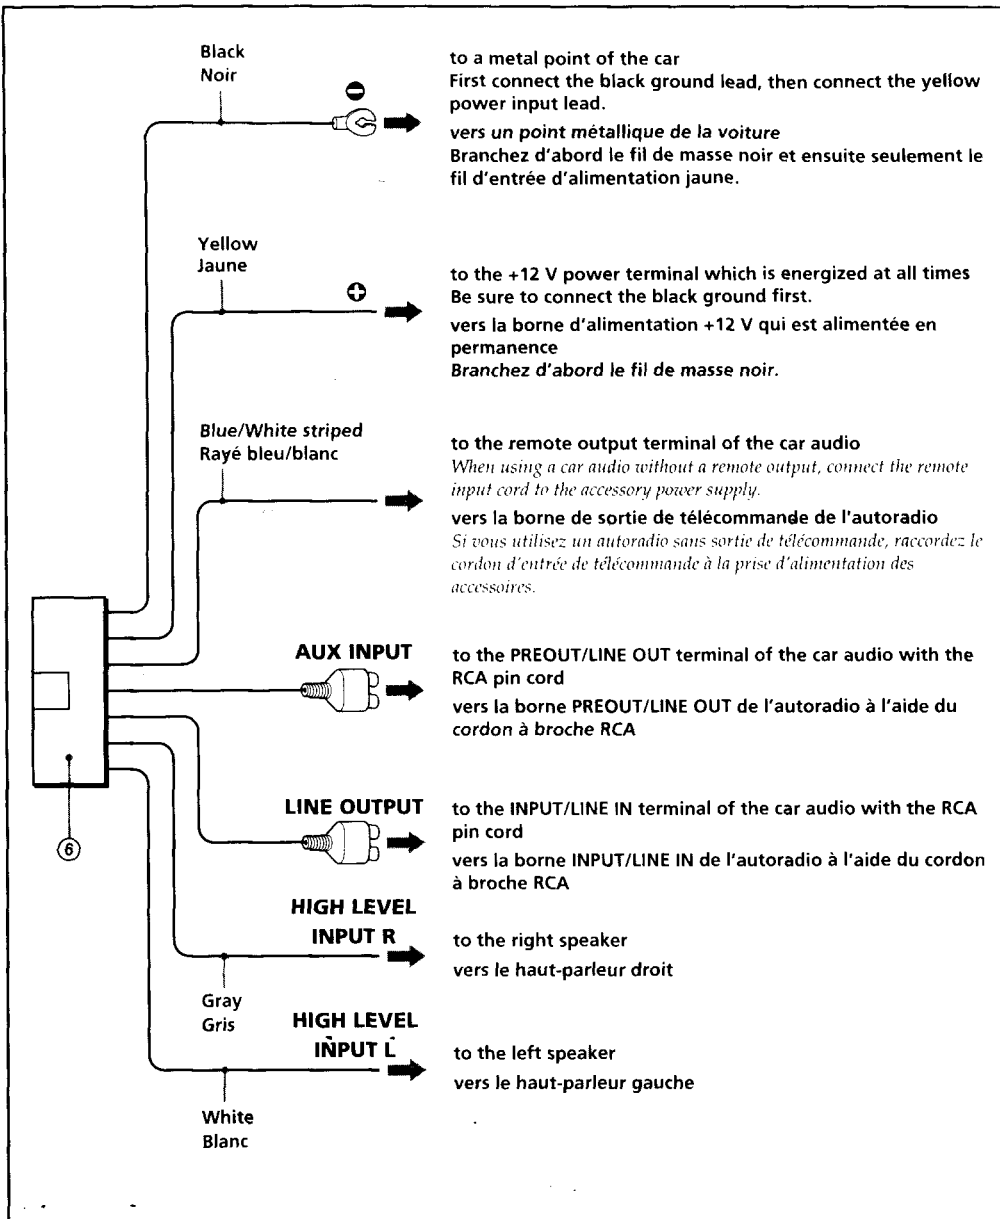 Black
Noir
to a metal point of the car
First connect the black ground lead, then connect the yellow
power input lead.
vers un point métallique de la voiture
Branchez d'abord le fil de masse noir et ensuite seulement le
fil d'entrée d'alimentation jaune.
Yellow
Jaune
to the +12 V power terminal which is energized at all times
Be sure to connect the black ground first.
vers la borne d'alimentation +12 V qui est alimentée en
permanence
Branchez d'abord le fil de masse noir.
Blue/White striped
Rayé bleu/blanc
to the remote output terminal of the car audio
When using a car audio without a remote output, connect the remote
input cord to the accessory power supply.
vers la borne de sortie de télécommande de l'autoradio
Si vous utilisez un autoradio sans sortie de télécommande, raccordez le
cordon d'entrée de télécommande à la prise d'alimentation des
accessoires.
AUX INPUT
to the PREOUT/LINE OUT terminal of the car audio with the
RCA pin cord
vers la borne PREOUT/LINE OUT de l'autoradio à l'aide du
cordon à broche RCA
LINE OUTPUT
to the INPUT/LINE IN terminal of the car audio with the RCA
pin cord
vers la borne INPUT/LINE IN de l'autoradio à l'aide du cordon
à broche RCA
6
HIGH LEVEL
INPUT R
to the right speaker
vers le haut-parleur droit
Gray
Gris
HIGH LEVEL
INPUT L
to the left speaker
vers le haut-parleur gauche
White
Blanc